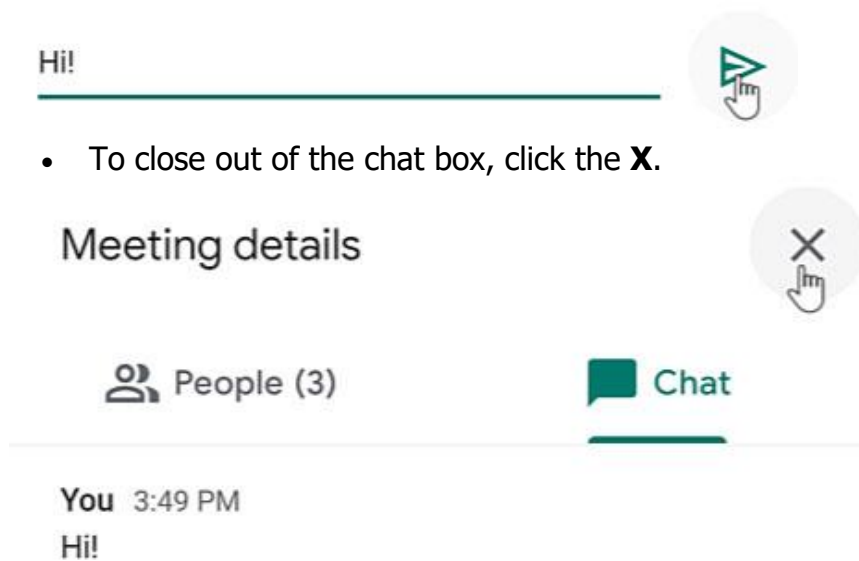 Hi!
• To close out of the chat box, click the X.
Meeting details
People (3) Chat
You 3:49 PM
Hi!